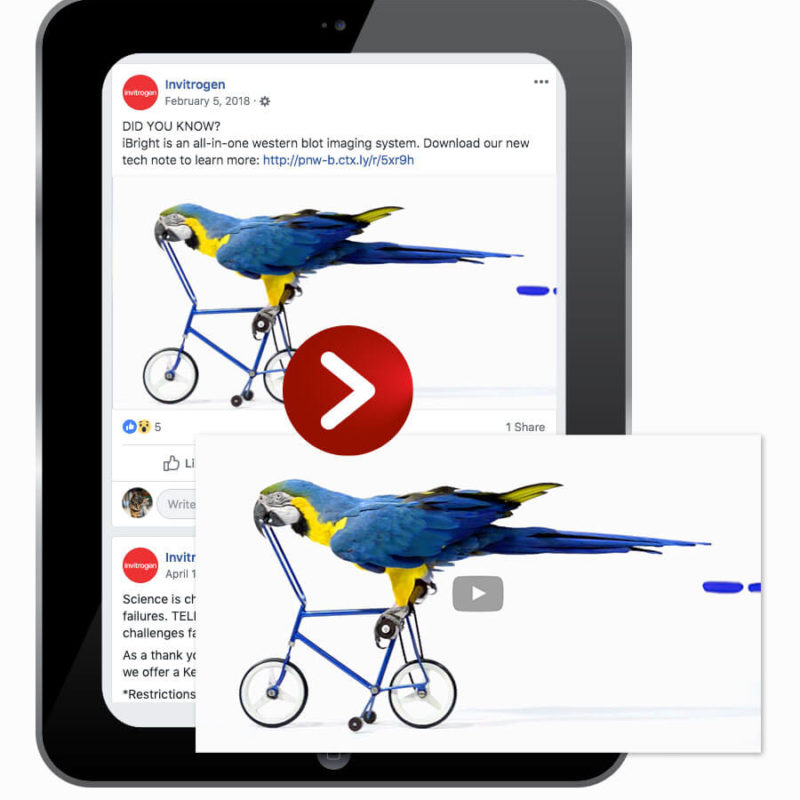 Invitrogen
invitrogen
February 5, 2018 ·
DID YOU KNOW?
iBright is an all-in-one western blot imaging system. Download our new
tech note to learn more: http://pnw-b.ctx.ly/r/5xr9h
5
1 Share
Li
Write
Invitr
invitrogen
April 1
Science is ch
failures. TELL
challenges fa
As a thank yo
we offer a Ke
*Restrictions